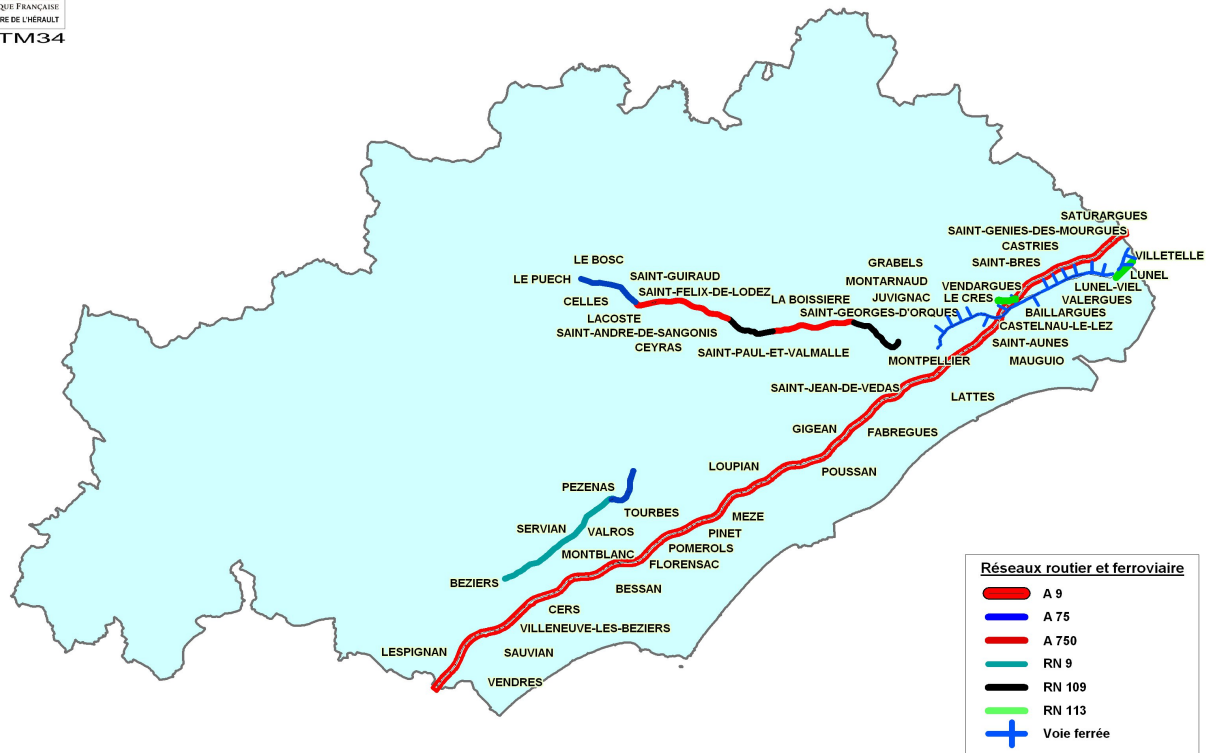 QUE FRANÇAISE
RE DE L'HÉRAULT
TM34
SATURARGUES
SAINT-GENIES-DES-MOURGUES
CASTRIES
VILLETELLE
SAINT-BRES
GRABELS
LE BOSC
LUNEL
LE PUECH
SAINT-GUIRAUD
MONTARNAUD
VENDARGUES
LUNEL-VIEL
SAINT-FELIX-DE-LODEZ
CELLES
LA BOISSIERE
JUVIGNAC
LE CRES
VALERGUES
SAINT-GEORGES-D'ORQUES
BAILLARGUES
LACOSTE
CASTELNAU-LE-LEZ
SAINT-ANDRE-DE-SANGONIS
SAINT-AUNES
CEYRAS
SAINT-PAUL-ET-VALMALLE
MONTPELLIER
MAUGUIO
SAINT-JEAN-DE-VEDAS
LATTES
GIGEAN
FABREGUES
LOUPIAN
POUSSAN
PEZENAS
TOURBES
MEZE
SERVIAN
VALROS
PINET
POMEROLS
MONTBLANC
FLORENSAC
BEZIERS
BESSAN
CERS
VILLENEUVE-LES-BEZIERS
LESPIGNAN
SAUVIAN
VENDRES
Réseaux routier et ferroviaire
A 9
A 75
A 750
RN 9
RN 109
RN 113
Voie ferrée